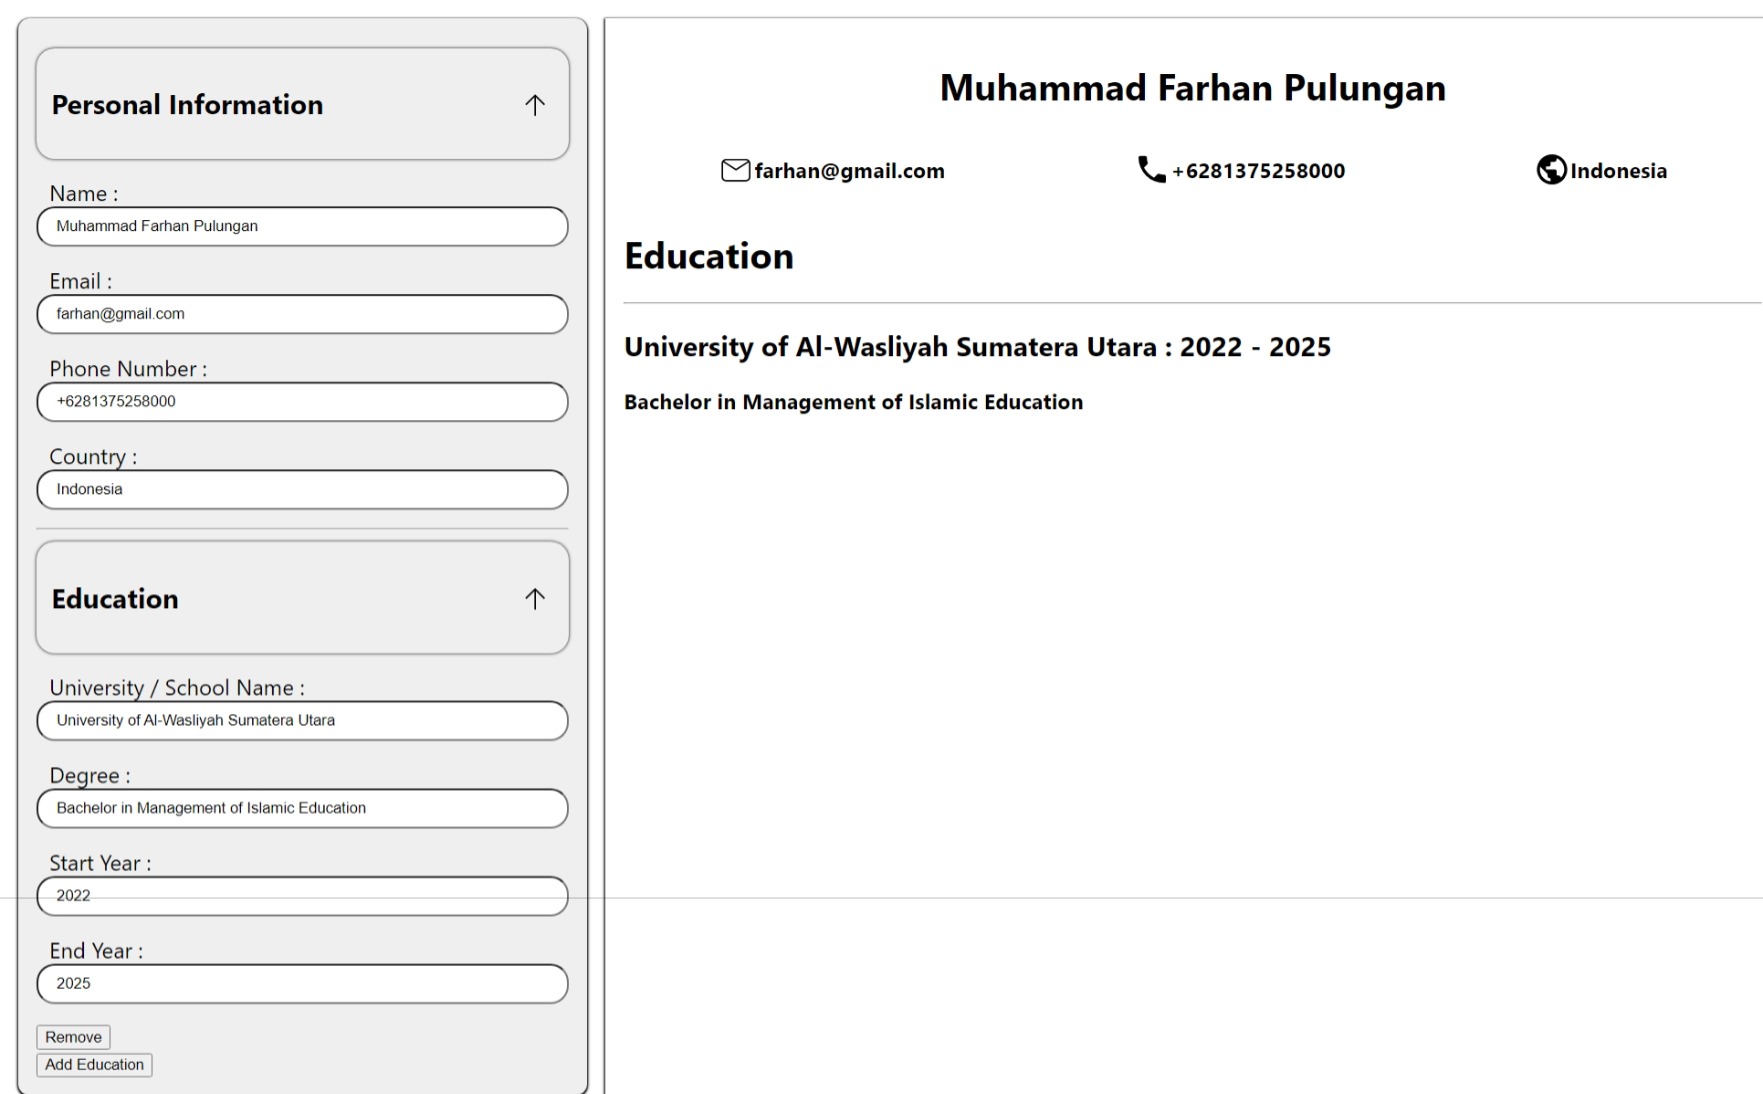 Personal Information
Name :
Muhammad Farhan Pulungan
Email :
farhan@gmail.com
Phone Number :
+6281375258000
Country :
Indonesia
Education
University / School Name :
University of Al-Wasliyah Sumatera Utara
Degree :
Bachelor in Management of Islamic Education
Start Year :
2022
End Year :
2025
Remove
Add Education
Muhammad Farhan Pulungan
farhan@gmail.com +6281375258000 Indonesia
Education
University of Al-Wasliyah Sumatera Utara : 2022 - 2025
Bachelor in Management of Islamic Education